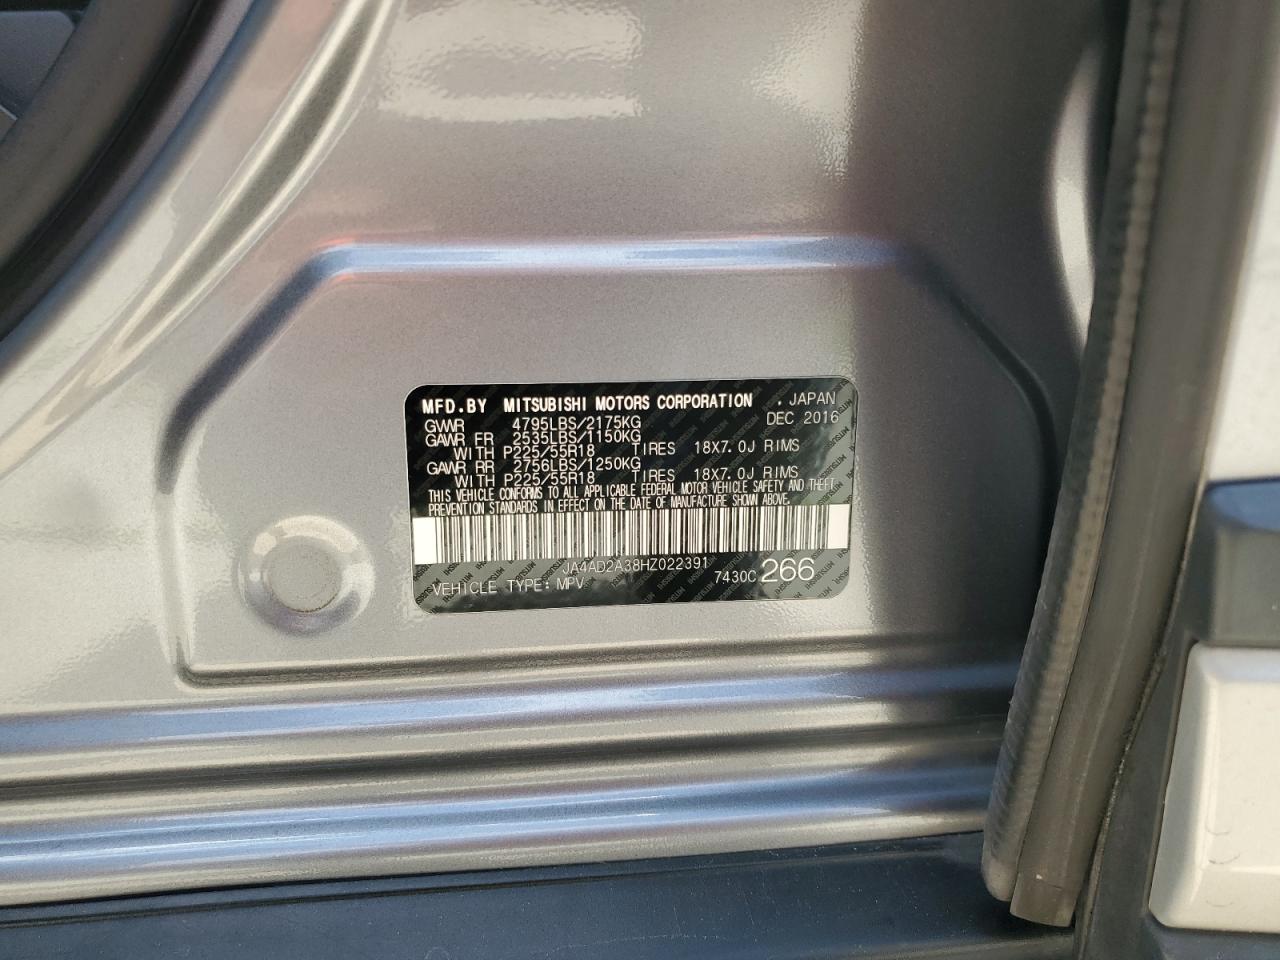 MFD.BY MITSUBISHI MOTORS CORPORATION . JAPAN
GVWR 4795LBS/2175KG DEC 2016
GAWR FR 2535LBS/1150KG
WITH P225/55R18 TIRES 18X7.0J RIMS
GAWR RR 2756LBS/1250KG
WITH P225/55R18 TIRES 18X7.0J RIMS
THIS VEHICLE CONFORMS TO ALL APPLICABLE FEDERAL MOTOR VEHICLE SAFETY AND THEFT
PREVENTION STANDARDS IN EFFECT ON THE DATE OF MANUFACTURE SHOWN ABOVE.
JA4AD2A38HZ022391
VEHICLE TYPE: MPV 7430C 266